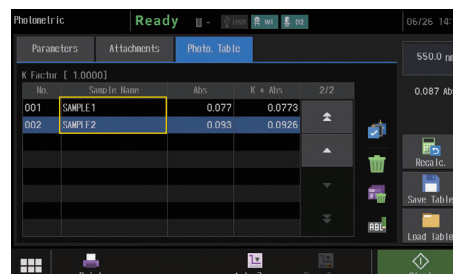 Photometric Ready USB WI D2 06/26 14:
Parameters Attachments Photo. Table
550.0 nm
K Factor [ 1.0000]
No. Sample Name Abs K * Abs 2/2
0.087 Ab
001 SAMPLE1 0.077 0.0773
002 SAMPLE2 0.093 0.0926
Recalc.
Save Table
ABC
Load Table